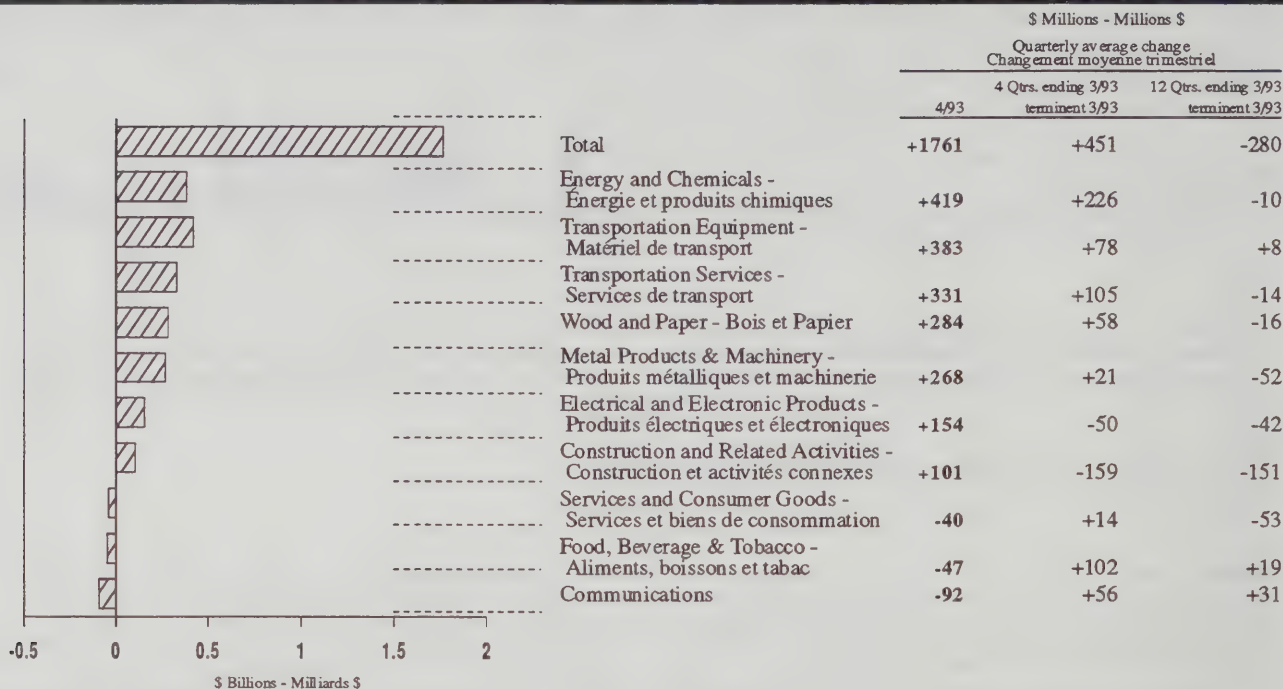 $ Millions - Millions $
Quarterly average change
Changement moyenne trimestriel
4 Qtrs. ending 3/93 12 Qtrs. ending 3/93
4/93 terminent 3/93 terminent 3/93
Total +1761 +451 -280
Energy and Chemicals -
Énergie et produits chimiques +419 +226 -10
Transportation Equipment -
Matériel de transport +383 +78 +8
Transportation Services -
Services de transport +331 +105 -14
Wood and Paper - Bois et Papier +284 +58 -16
Metal Products & Machinery -
Produits métalliques et machinerie +268 +21 -52
Electrical and Electronic Products -
Produits électriques et électroniques +154 -50 -42
Construction and Related Activities -
Construction et activités connexes +101 -159 -151
Services and Consumer Goods -
Services et biens de consommation -40 +14 -53
Food, Beverage & Tobacco -
Aliments, boissons et tabac -47 +102 +19
Communications -92 +56 +31
-0.5 0 0.5 1 1.5 2
$ Billions - Milliards $